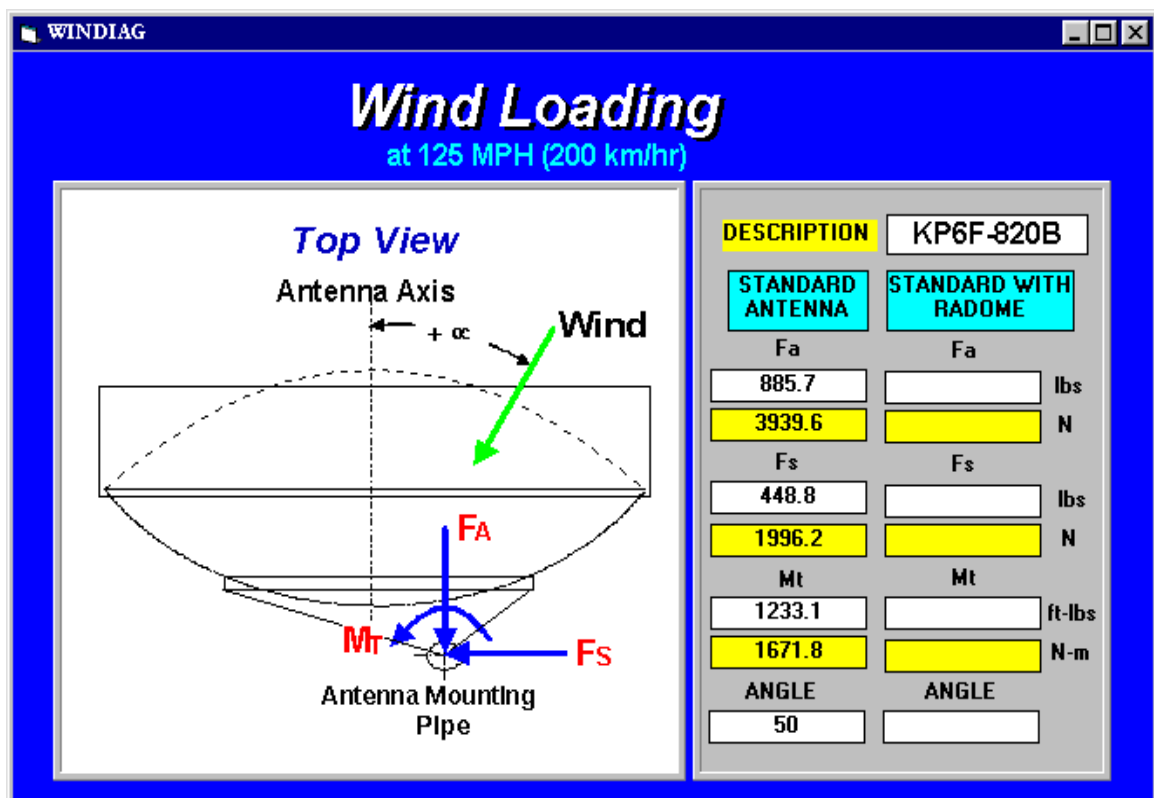 WINDIAG
Wind Loading
at 125 MPH (200 km/hr)
Top View
Antenna Axis
+ α
Wind
FA
MT
FS
Antenna Mounting
Pipe
DESCRIPTION KP6F-820B
STANDARD ANTENNA STANDARD WITH RADOME
Fa Fa
885.7 lbs
3939.6 N
Fs Fs
448.8 lbs
1996.2 N
Mt Mt
1233.1 ft-lbs
1671.8 N-m
ANGLE ANGLE
50